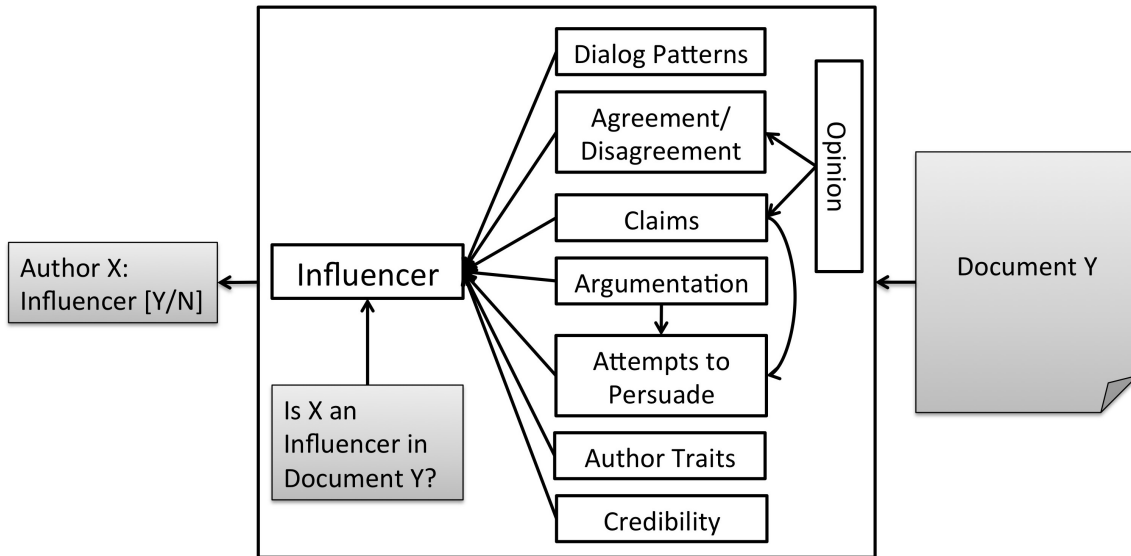 Dialog Patterns
Agreement/
Disagreement
Opinion
Claims
Author X:
Influencer [Y/N]
Influencer
Argumentation
Document Y
Attempts to
Persuade
Is X an
Influencer in
Document Y?
Author Traits
Credibility